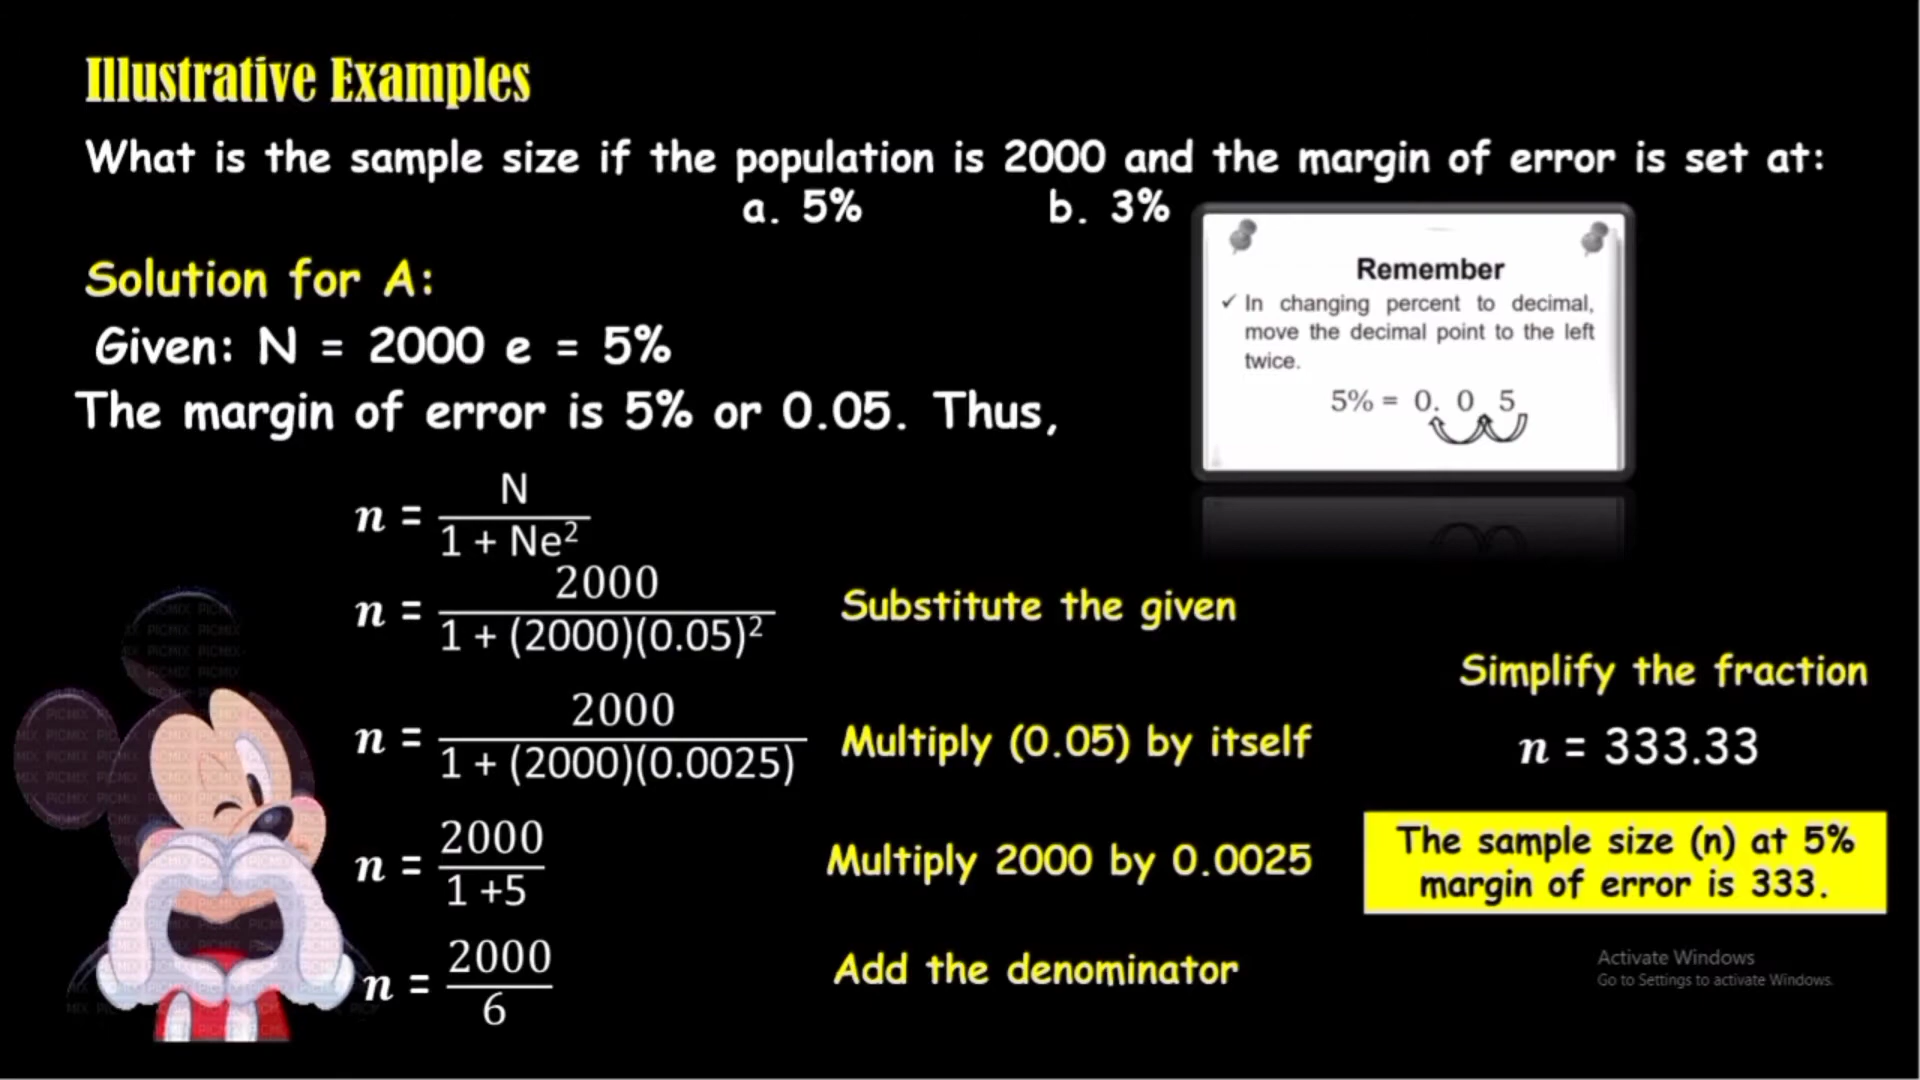 Illustrative Examples
What is the sample size if the population is 2000 and the margin of error is set at:
a. 5% b. 3%
Solution for A:
Given: N = 2000 e = 5%
The margin of error is 5% or 0.05. Thus,
Remember
✓ In changing percent to decimal,
move the decimal point to the left
twice.
5% = 0. 0 5
n = N / 1 + Ne²
n = 2000 / 1 + (2000)(0.05)²
Substitute the given
n = 2000 / 1 + (2000)(0.0025)
Multiply (0.05) by itself
n = 2000 / 1 +5
Multiply 2000 by 0.0025
n = 2000 / 6
Add the denominator
Simplify the fraction
n = 333.33
The sample size (n) at 5%
margin of error is 333.
Activate Windows
Go to Settings to activate Windows.
PICMIX